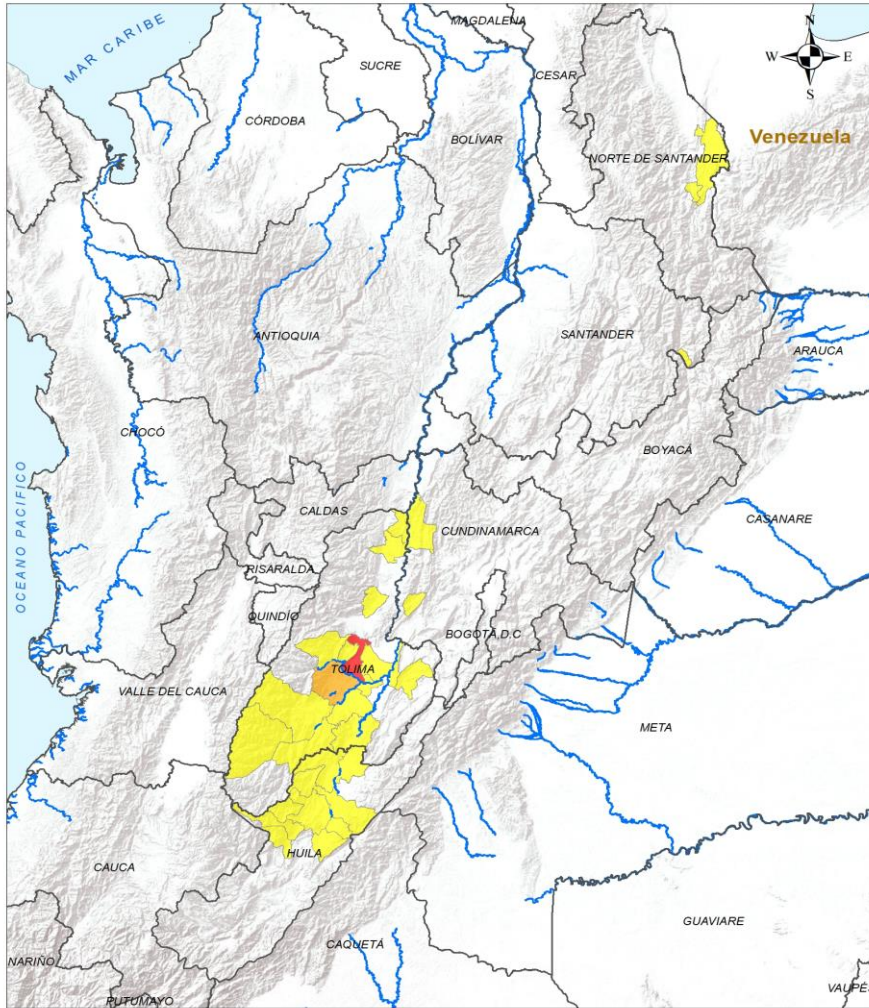 MAGDALENA
N
W E
S
MAR CARIBE
SUCRE
CESAR
CÓRDOBA
BOLÍVAR
Venezuela
NORTE DE SANTANDER
ANTIOQUIA
SANTANDER
ARAUCA
CHOCÓ
BOYACÁ
CALDAS
CUNDINAMARCA
CASANARE
OCEANO PACIFICO
RISARALDA
QUINDÍO
BOGOTÁ, D.C
TOLIMA
VALLE DEL CAUCA
META
HUILA
CAUCA
GUAVIARE
CAQUETÁ
NARIÑO
PUTUMAYO
VAUPÉS